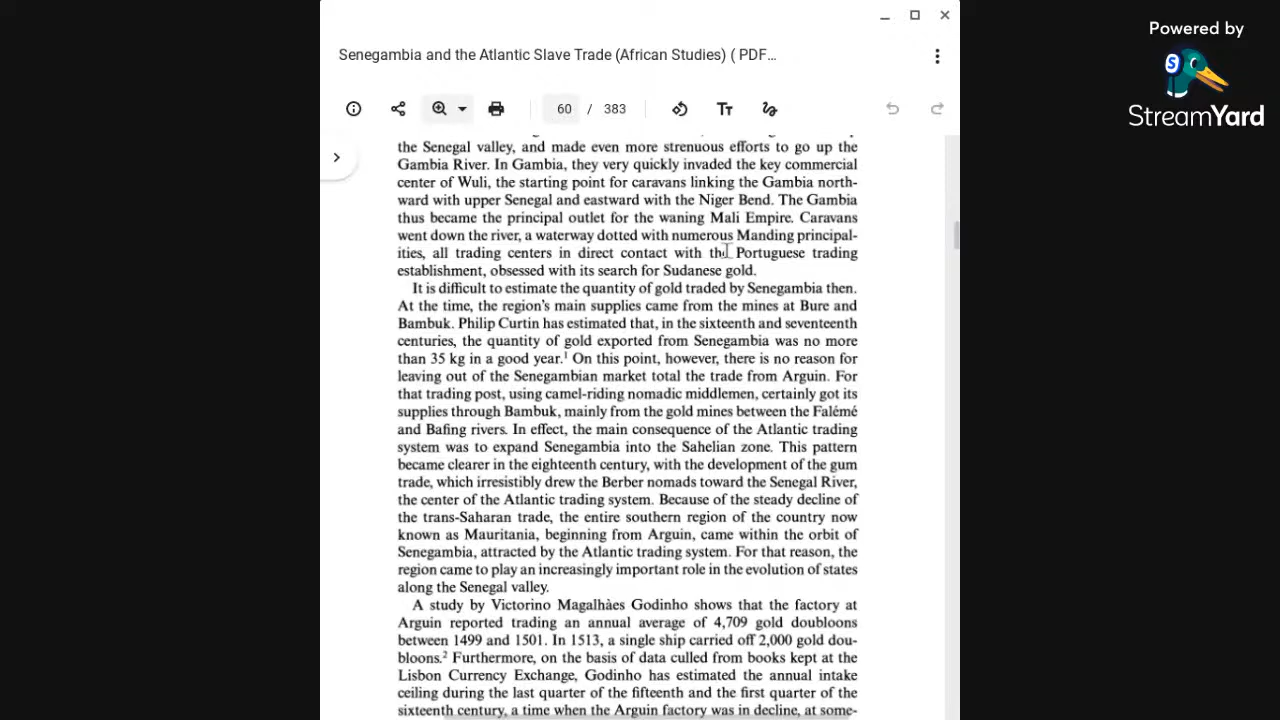 Powered by
StreamYard
Senegambia and the Atlantic Slave Trade (African Studies) ( PDF...
60 / 383
the Senegal valley, and made even more strenuous efforts to go up the
Gambia River. In Gambia, they very quickly invaded the key commercial
center of Wuli, the starting point for caravans linking the Gambia north-
ward with upper Senegal and eastward with the Niger Bend. The Gambia
thus became the principal outlet for the waning Mali Empire. Caravans
went down the river, a waterway dotted with numerous Manding principal-
ities, all trading centers in direct contact with the Portuguese trading
establishment, obsessed with its search for Sudanese gold.
It is difficult to estimate the quantity of gold traded by Senegambia then.
At the time, the region's main supplies came from the mines at Bure and
Bambuk. Philip Curtin has estimated that, in the sixteenth and seventeenth
centuries, the quantity of gold exported from Senegambia was no more
than 35 kg in a good year.¹ On this point, however, there is no reason for
leaving out of the Senegambian market total the trade from Arguin. For
that trading post, using camel-riding nomadic middlemen, certainly got its
supplies through Bambuk, mainly from the gold mines between the Falémé
and Bafing rivers. In effect, the main consequence of the Atlantic trading
system was to expand Senegambia into the Sahelian zone. This pattern
became clearer in the eighteenth century, with the development of the gum
trade, which irresistibly drew the Berber nomads toward the Senegal River,
the center of the Atlantic trading system. Because of the steady decline of
the trans-Saharan trade, the entire southern region of the country now
known as Mauritania, beginning from Arguin, came within the orbit of
Senegambia, attracted by the Atlantic trading system. For that reason, the
region came to play an increasingly important role in the evolution of states
along the Senegal valley.
A study by Victorino Magalhàes Godinho shows that the factory at
Arguin reported trading an annual average of 4,709 gold doubloons
between 1499 and 1501. In 1513, a single ship carried off 2,000 gold dou-
bloons.² Furthermore, on the basis of data culled from books kept at the
Lisbon Currency Exchange, Godinho has estimated the annual intake
ceiling during the last quarter of the fifteenth and the first quarter of the
sixteenth century, a time when the Arguin factory was in decline, at some-